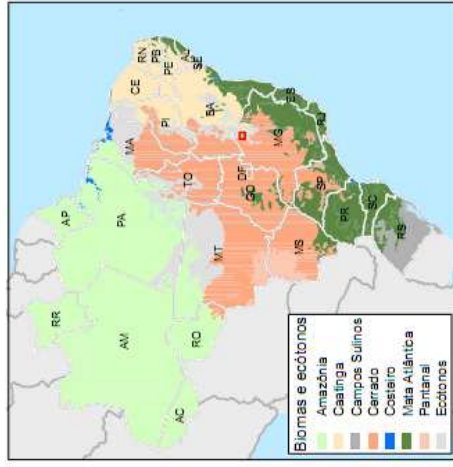 RR
AP
AM
PA
MA
CE
RN
PB
PE
AL
SE
PI
AC
RO
TO
BA
MT
DF
GO
MG
ES
MS
SP
RJ
PR
SC
RS
Biomas e ecótonos
Amazônia
Caatinga
Campos Sulinos
Cerrado
Costeiro
Mata Atlântica
Pantanal
Ecótonos